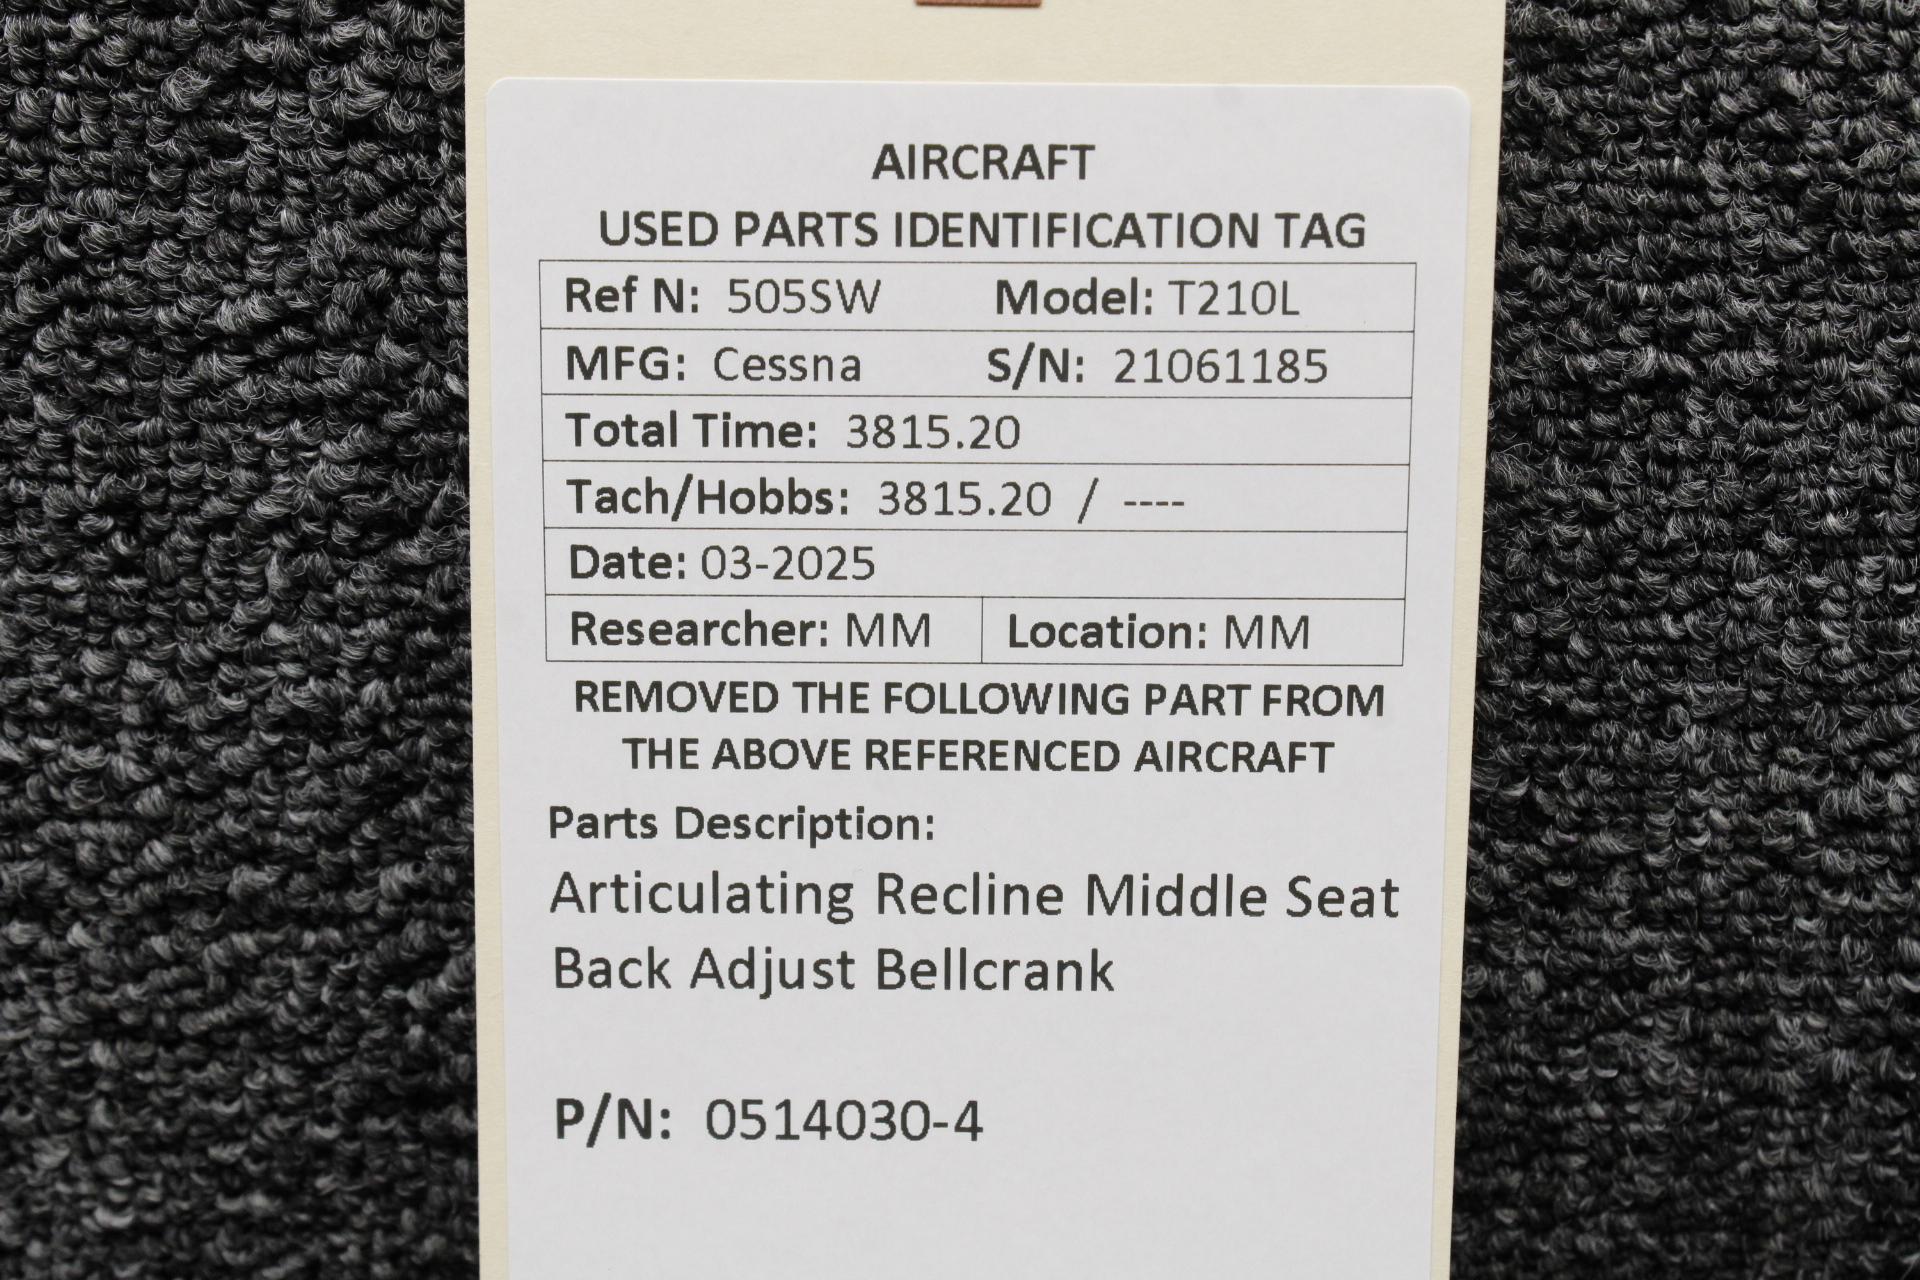 AIRCRAFT
USED PARTS IDENTIFICATION TAG
Ref N: 505SW Model: T210L
MFG: Cessna S/N: 21061185
Total Time: 3815.20
Tach/Hobbs: 3815.20 / ----
Date: 03-2025
Researcher: MM Location: MM
REMOVED THE FOLLOWING PART FROM
THE ABOVE REFERENCED AIRCRAFT
Parts Description:
Articulating Recline Middle Seat
Back Adjust Bellcrank
P/N: 0514030-4